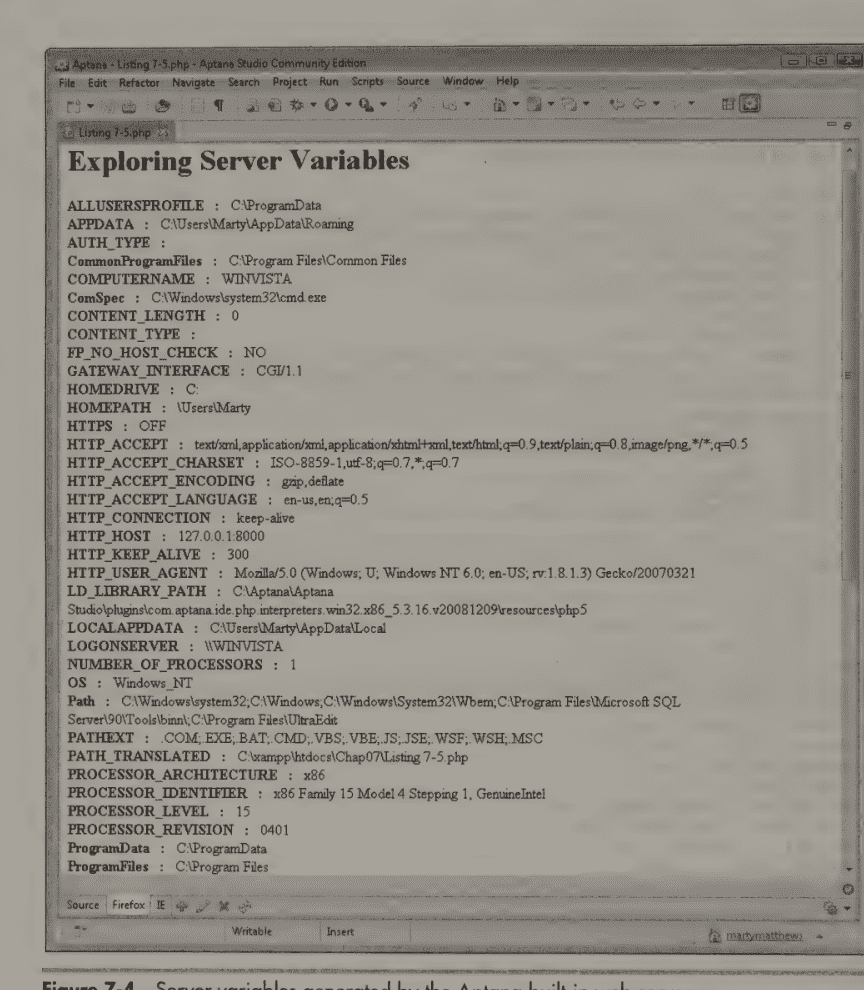 Aptana - Listing 7-5.php - Aptana Studio Community Edition
File Edit Refactor Navigate Search Project Run Scripts Source Window Help
Listing 7-5.php
Exploring Server Variables
ALLUSERSPROFILE : C:\ProgramData
APPDATA : C:\Users\Marty\AppData\Roaming
AUTH_TYPE :
CommonProgramFiles : C:\Program Files\Common Files
COMPUTERNAME : WINVISTA
ComSpec : C:\Windows\system32\cmd.exe
CONTENT_LENGTH : 0
CONTENT_TYPE :
FP_NO_HOST_CHECK : NO
GATEWAY_INTERFACE : CGI/1.1
HOMEDRIVE : C:
HOMEPATH : \Users\Marty
HTTPS : OFF
HTTP_ACCEPT : text/xml,application/xml,application/xhtml+xml,text/html;q=0.9,text/plain;q=0.8,image/png,*/*;q=0.5
HTTP_ACCEPT_CHARSET : ISO-8859-1,utf-8;q=0.7,*;q=0.7
HTTP_ACCEPT_ENCODING : gzip,deflate
HTTP_ACCEPT_LANGUAGE : en-us,en;q=0.5
HTTP_CONNECTION : keep-alive
HTTP_HOST : 127.0.0.1:8000
HTTP_KEEP_ALIVE : 300
HTTP_USER_AGENT : Mozilla/5.0 (Windows; U; Windows NT 6.0; en-US; rv:1.8.1.3) Gecko/20070321
LD_LIBRARY_PATH : C:\Aptana\Aptana
Studio\plugins\com.aptana.ide.php.interpreters.win32.x86_5.3.16.v20081209\resources\php5
LOCALAPPDATA : C:\Users\Marty\AppData\Local
LOGONSERVER : \\WINVISTA
NUMBER_OF_PROCESSORS : 1
OS : Windows_NT
Path : C:\Windows\system32;C:\Windows;C:\Windows\System32\Wbem;C:\Program Files\Microsoft SQL
Server\90\Tools\binn\;C:\Program Files\UltraEdit
PATHEXT : .COM;.EXE;.BAT;.CMD;.VBS;.VBE;.JS;.JSE;.WSF;.WSH;.MSC
PATH_TRANSLATED : C:\xampp\htdocs\Chap07\Listing 7-5.php
PROCESSOR_ARCHITECTURE : x86
PROCESSOR_IDENTIFIER : x86 Family 15 Model 4 Stepping 1, GenuineIntel
PROCESSOR_LEVEL : 15
PROCESSOR_REVISION : 0401
ProgramData : C:\ProgramData
ProgramFiles : C:\Program Files
Source Firefox IE
Writable Insert martymatthews
Figure 7-4 Server variables generated by the Aptana built-in web